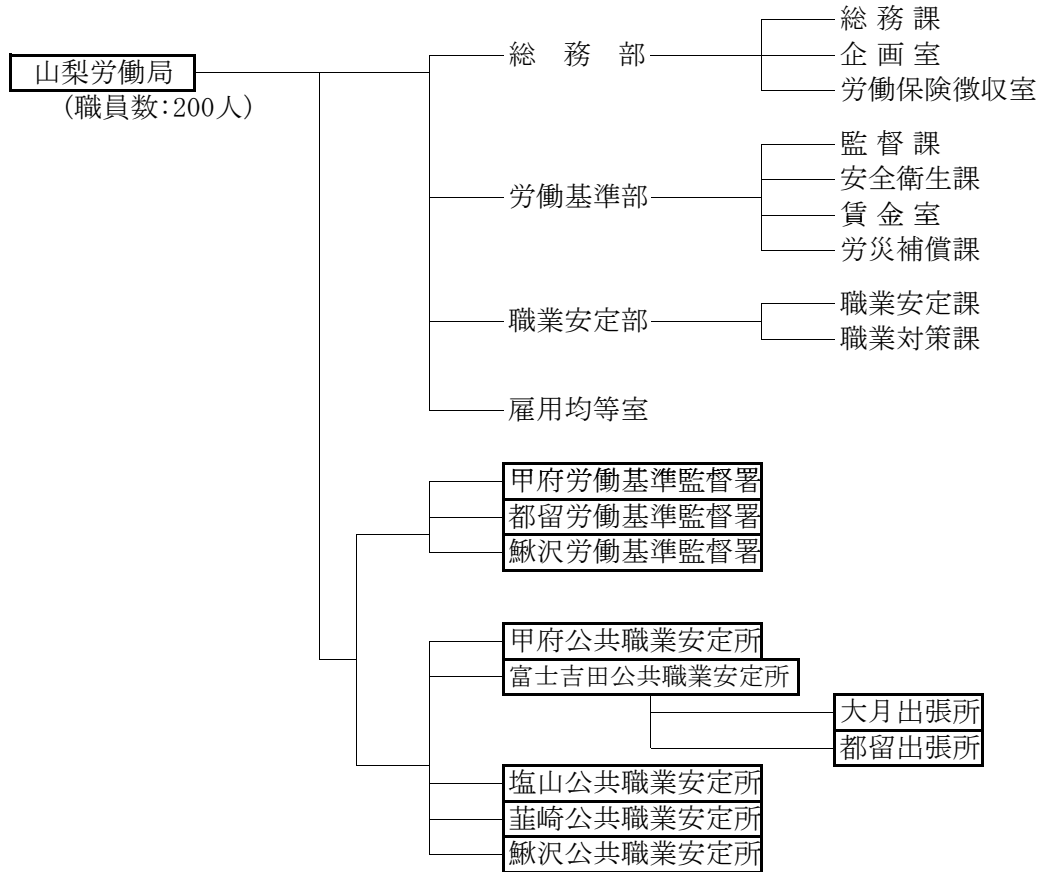 山梨労働局
(職員数:200人)
総務部
総務課
企画室
労働保険徴収室
労働基準部
監督課
安全衛生課
賃金室
労災補償課
職業安定部
職業安定課
職業対策課
雇用均等室
甲府労働基準監督署
都留労働基準監督署
鰍沢労働基準監督署
甲府公共職業安定所
富士吉田公共職業安定所
大月出張所
都留出張所
塩山公共職業安定所
韮崎公共職業安定所
鰍沢公共職業安定所